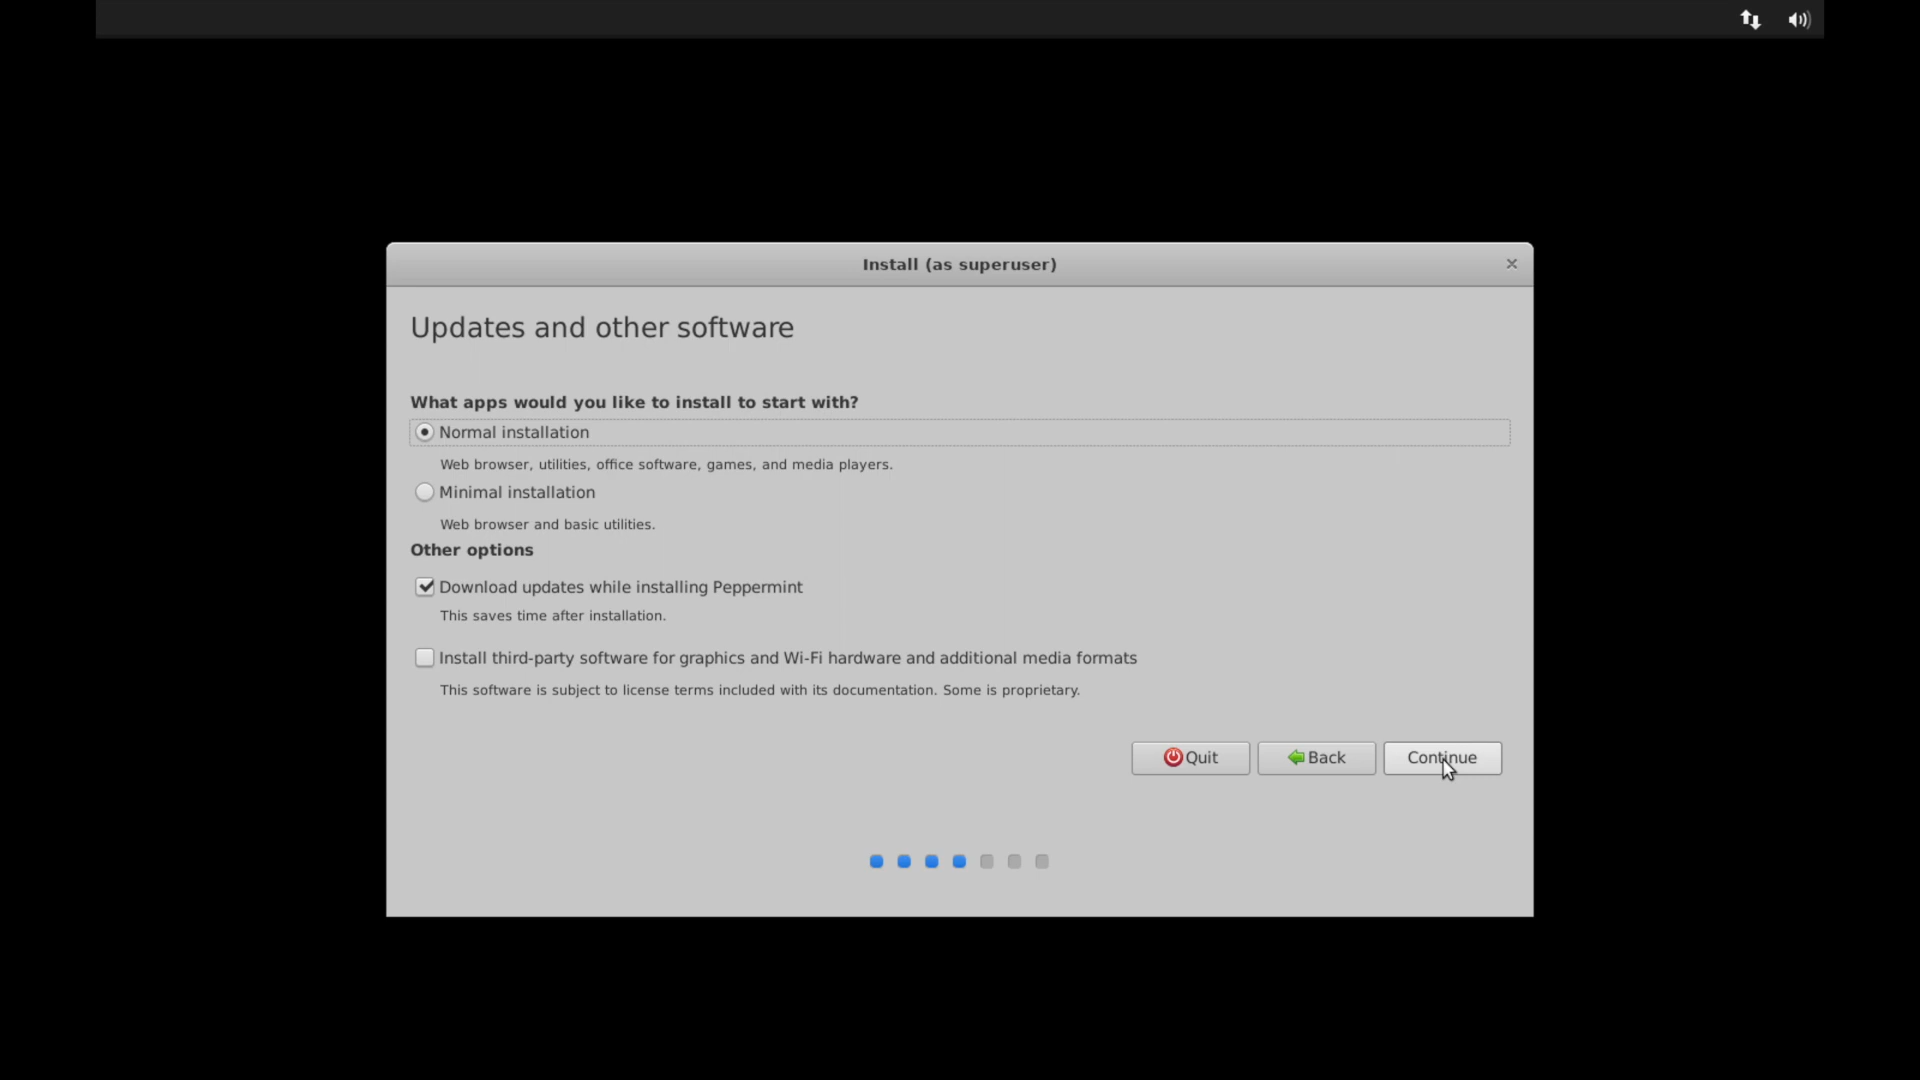 Install (as superuser)
Updates and other software
What apps would you like to install to start with?
Normal installation
Web browser, utilities, office software, games, and media players.
Minimal installation
Web browser and basic utilities.
Other options
Download updates while installing Peppermint
This saves time after installation.
Install third-party software for graphics and Wi-Fi hardware and additional media formats
This software is subject to license terms included with its documentation. Some is proprietary.
Quit Back Continue